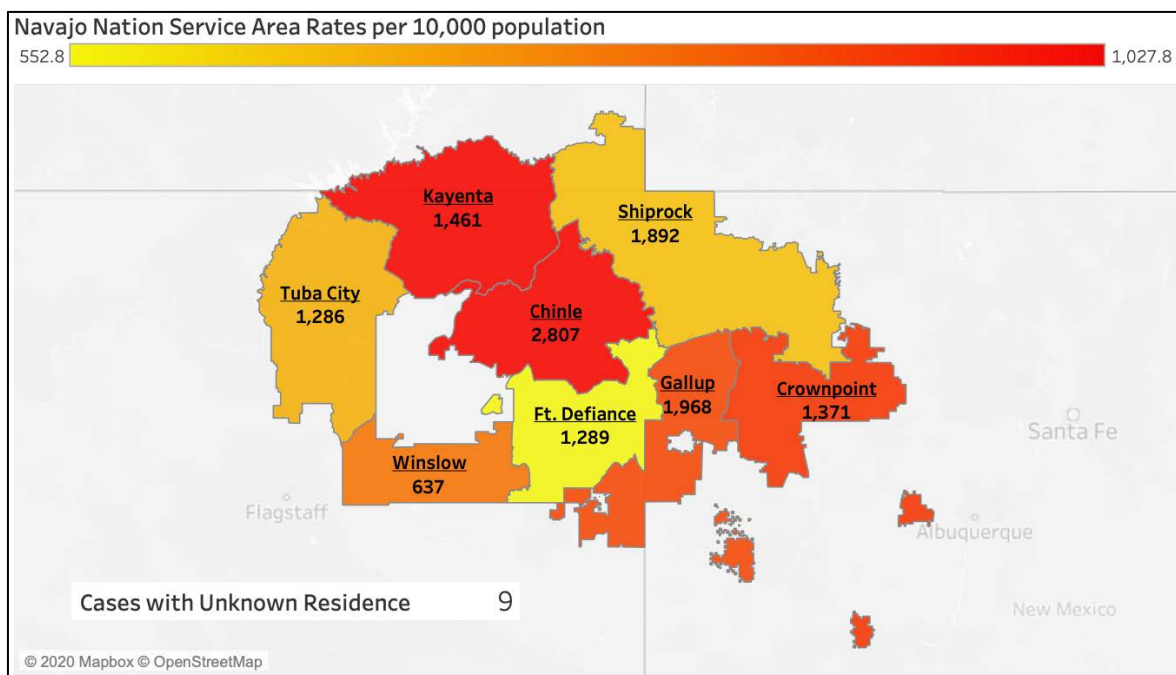 Navajo Nation Service Area Rates per 10,000 population
552.8
1,027.8
Kayenta
1,461
Shiprock
1,892
Tuba City
1,286
Chinle
2,807
Gallup
1,968
Crownpoint
1,371
Ft. Defiance
1,289
Santa Fe
Winslow
637
Flagstaff
Albuquerque
Cases with Unknown Residence 9
New Mexico
© 2020 Mapbox © OpenStreetMap